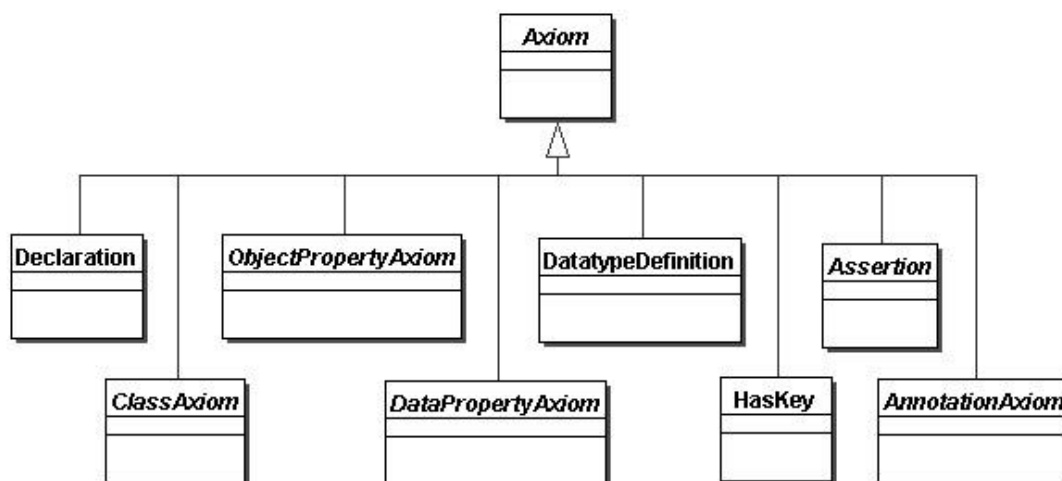 Axiom
Declaration
ObjectPropertyAxiom
DatatypeDefinition
Assertion
ClassAxiom
DataPropertyAxiom
HasKey
AnnotationAxiom